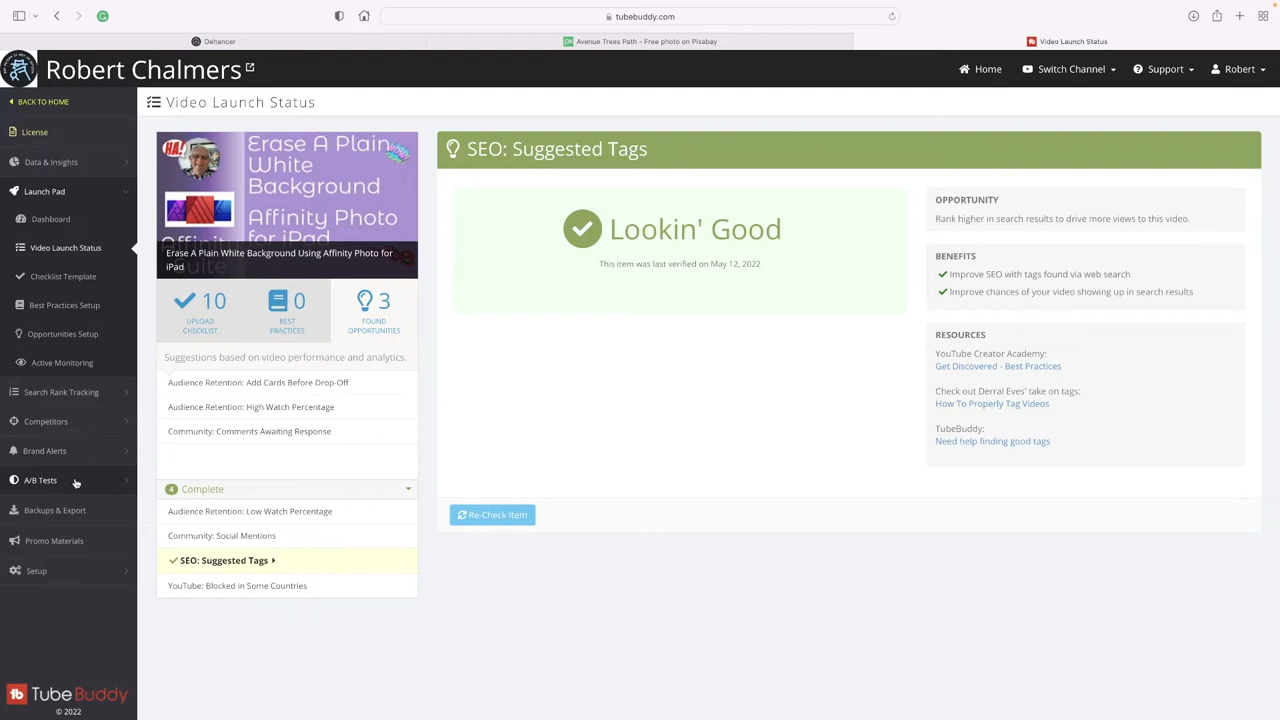 tubebuddy.com
Dehancer
Avenue Trees Path - Free photo on Pixabay
Video Launch Status
Robert Chalmers
Home
Switch Channel
Support
Robert
BACK TO HOME
License
Data & Insights
Launch Pad
Dashboard
Video Launch Status
Checklist Template
Best Practices Setup
Opportunities Setup
Active Monitoring
Search Rank Tracking
Competitors
Brand Alerts
A/B Tests
Backups & Export
Promo Materials
Setup
TubeBuddy
© 2022
Video Launch Status
HA!
Erase A Plain
White
Background
Affinity Photo
for iPad
Erase A Plain White Background Using Affinity Photo for
iPad
10
UPLOAD
CHECKLIST
0
BEST
PRACTICES
3
FOUND
OPPORTUNITIES
Suggestions based on video performance and analytics.
Audience Retention: Add Cards Before Drop-Off
Audience Retention: High Watch Percentage
Community: Comments Awaiting Response
4 Complete
Audience Retention: Low Watch Percentage
Community: Social Mentions
SEO: Suggested Tags
YouTube: Blocked in Some Countries
SEO: Suggested Tags
Lookin' Good
This item was last verified on May 12, 2022
Re-Check Item
OPPORTUNITY
Rank higher in search results to drive more views to this video.
BENEFITS
Improve SEO with tags found via web search
Improve chances of your video showing up in search results
RESOURCES
YouTube Creator Academy:
Get Discovered - Best Practices
Check out Derral Eves' take on tags:
How To Properly Tag Videos
TubeBuddy:
Need help finding good tags